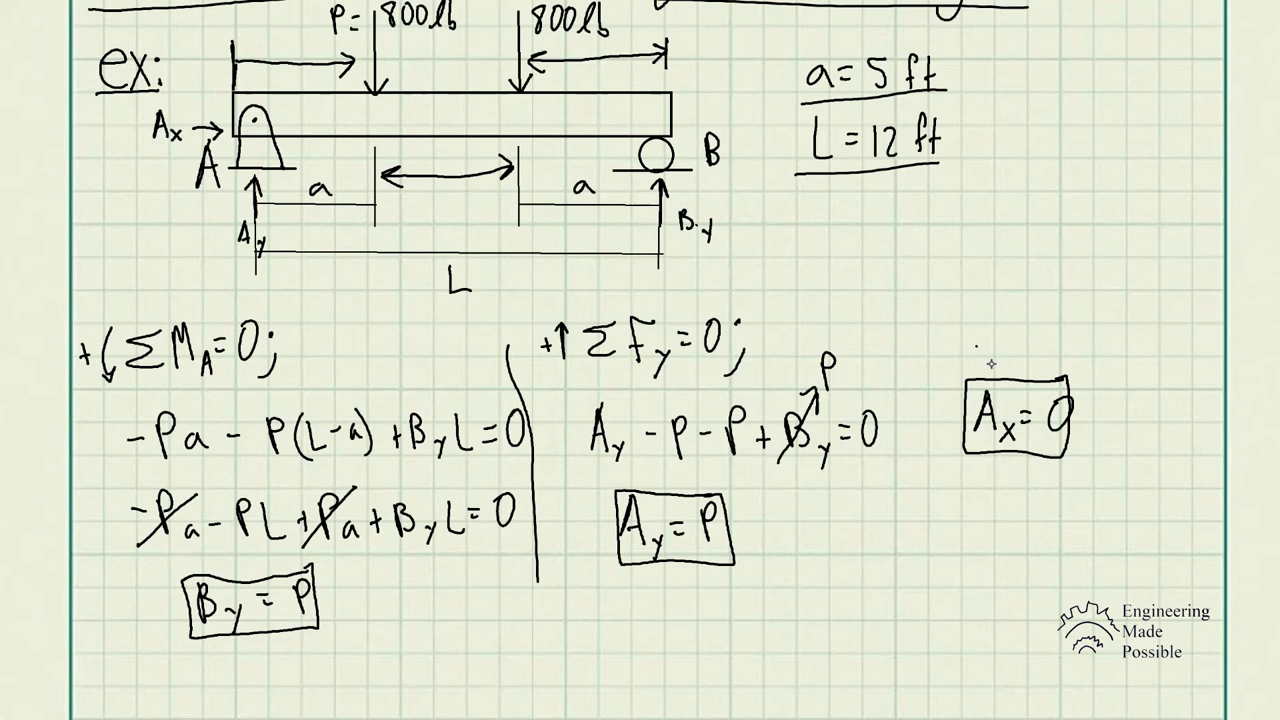 P= 800 lb 800 lb
ex:
a = 5 ft
L = 12 ft
Ax
A
B
a
a
Ay
By
L
+ ΣMA = 0;
-Pa - P(L-a) + ByL = 0
-Pa - PL + Pa + ByL = 0
By = P
+↑ ΣFy = 0;
P
Ay - P - P + By = 0
Ay = P
Ax = 0
Engineering
Made
Possible